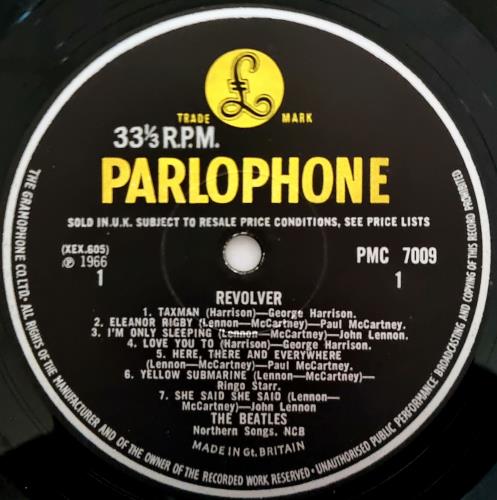 TRADE MARK
33⅓ R.P.M.
PARLOPHONE
SOLD IN U.K. SUBJECT TO RESALE PRICE CONDITIONS, SEE PRICE LISTS
(XEX.605)
℗ 1966
1
PMC 7009
1
REVOLVER
1. TAXMAN (Harrison)—George Harrison.
2. ELEANOR RIGBY (Lennon—McCartney)—Paul McCartney.
3. I'M ONLY SLEEPING (Lennon—McCartney)—John Lennon.
4. LOVE YOU TO (Harrison)—George Harrison.
5. HERE, THERE AND EVERYWHERE
(Lennon—McCartney)—Paul McCartney.
6. YELLOW SUBMARINE (Lennon—McCartney)—
Ringo Starr.
7. SHE SAID SHE SAID (Lennon—
McCartney)—John Lennon
THE BEATLES
Northern Songs, NCB
MADE IN Gt. BRITAIN
THE GRAMOPHONE CO. LTD. ALL RIGHTS OF THE MANUFACTURER AND OF THE OWNER OF THE RECORDED WORK RESERVED • UNAUTHORISED PUBLIC PERFORMANCE BROADCASTING AND COPYING OF THIS RECORD PROHIBITED